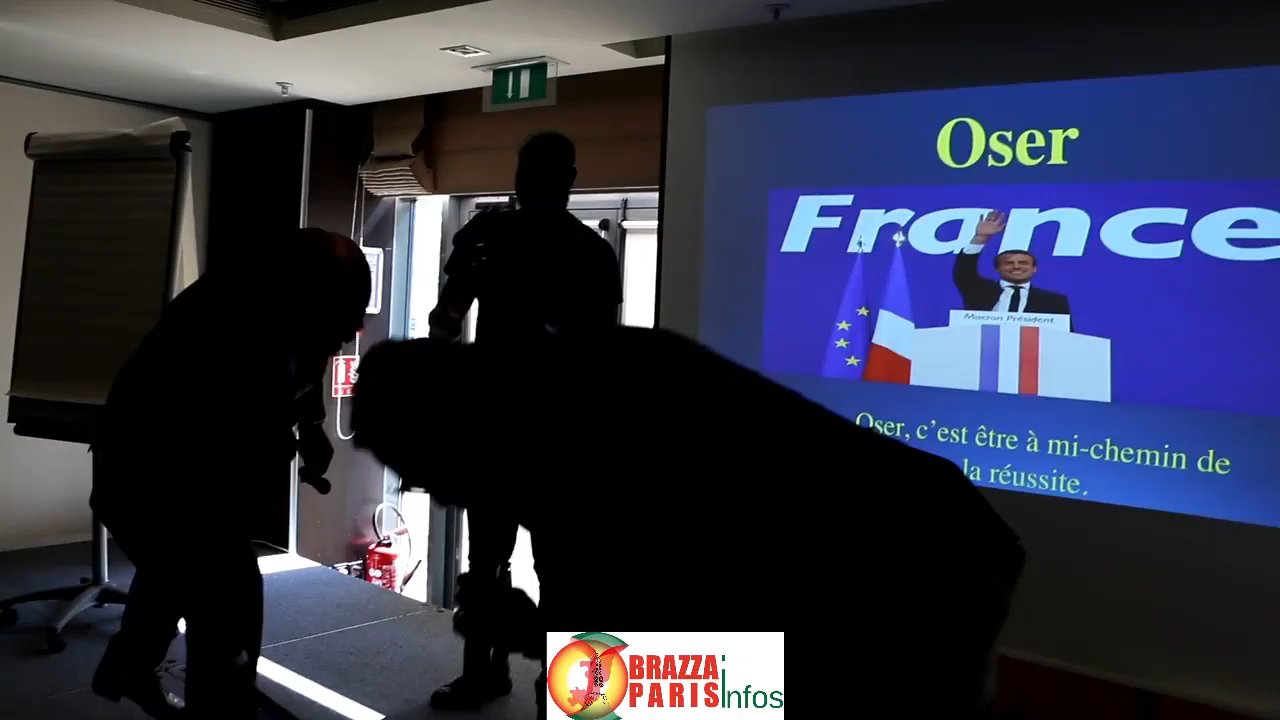 Oser
France
Macron Président
Oser, c'est être à mi-chemin de
la réussite.
BRAZZA
PARIS
infos